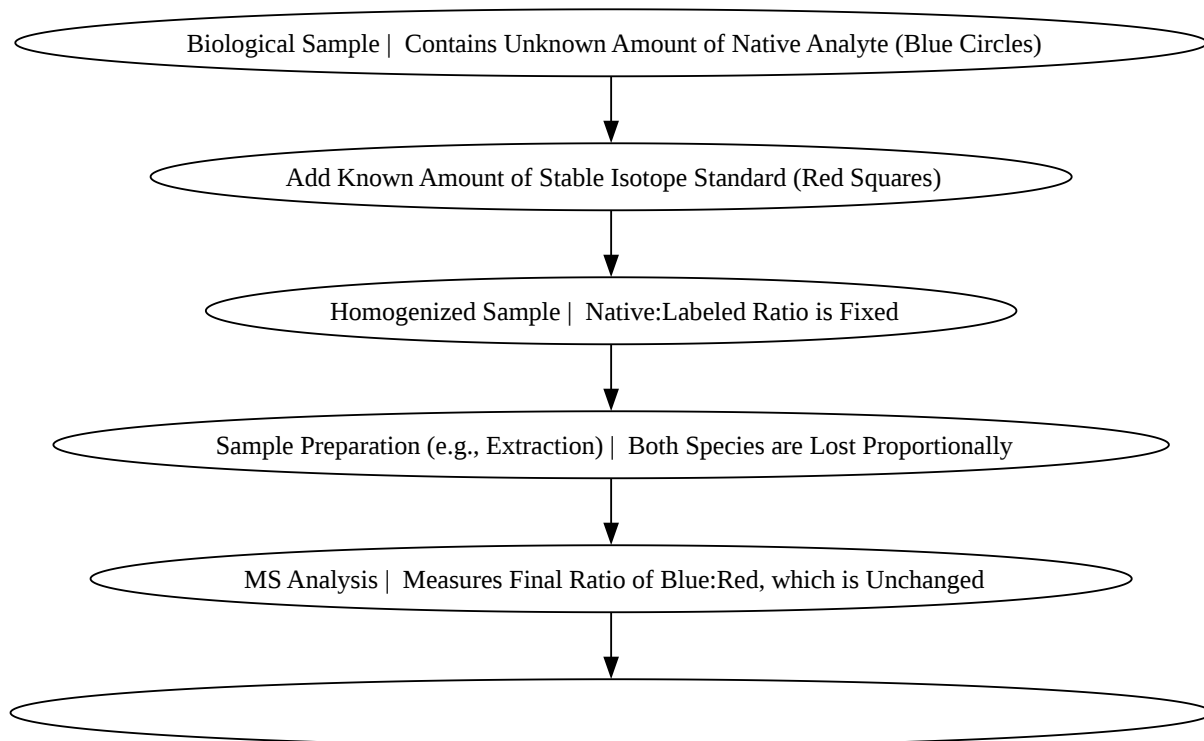 Biological Sample | Contains Unknown Amount of Native Analyte (Blue Circles)
Add Known Amount of Stable Isotope Standard (Red Squares)
Homogenized Sample | Native:Labeled Ratio is Fixed
Sample Preparation (e.g., Extraction) | Both Species are Lost Proportionally
MS Analysis | Measures Final Ratio of Blue:Red, which is Unchanged